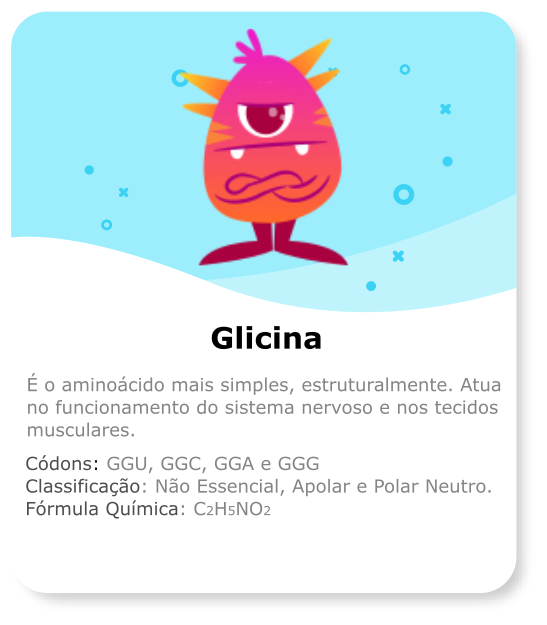 Glicina
É o aminoácido mais simples, estruturalmente. Atua
no funcionamento do sistema nervoso e nos tecidos
musculares.
Códons: GGU, GGC, GGA e GGG
Classificação: Não Essencial, Apolar e Polar Neutro.
Fórmula Química: C2H5NO2